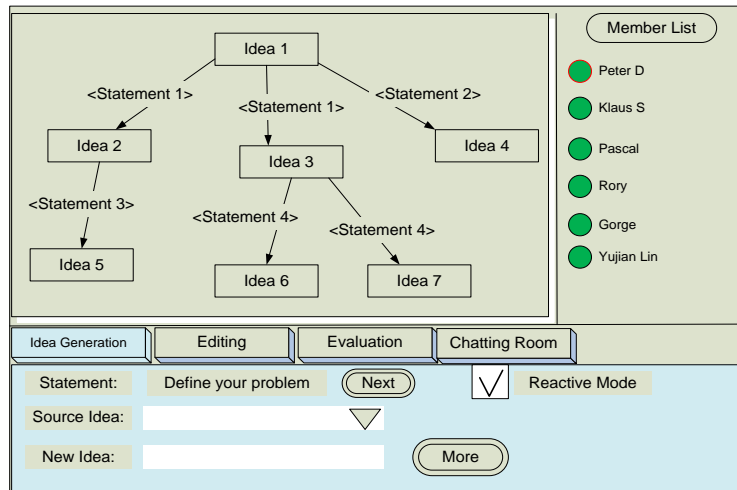 Idea 1
<Statement 1>
<Statement 1>
<Statement 2>
Idea 2
Idea 3
Idea 4
<Statement 3>
<Statement 4>
<Statement 4>
Idea 5
Idea 6
Idea 7
Member List
Peter D
Klaus S
Pascal
Rory
Gorge
Yujian Lin
Idea Generation
Editing
Evaluation
Chatting Room
Statement: Define your problem Next Reactive Mode
Source Idea:
New Idea: More